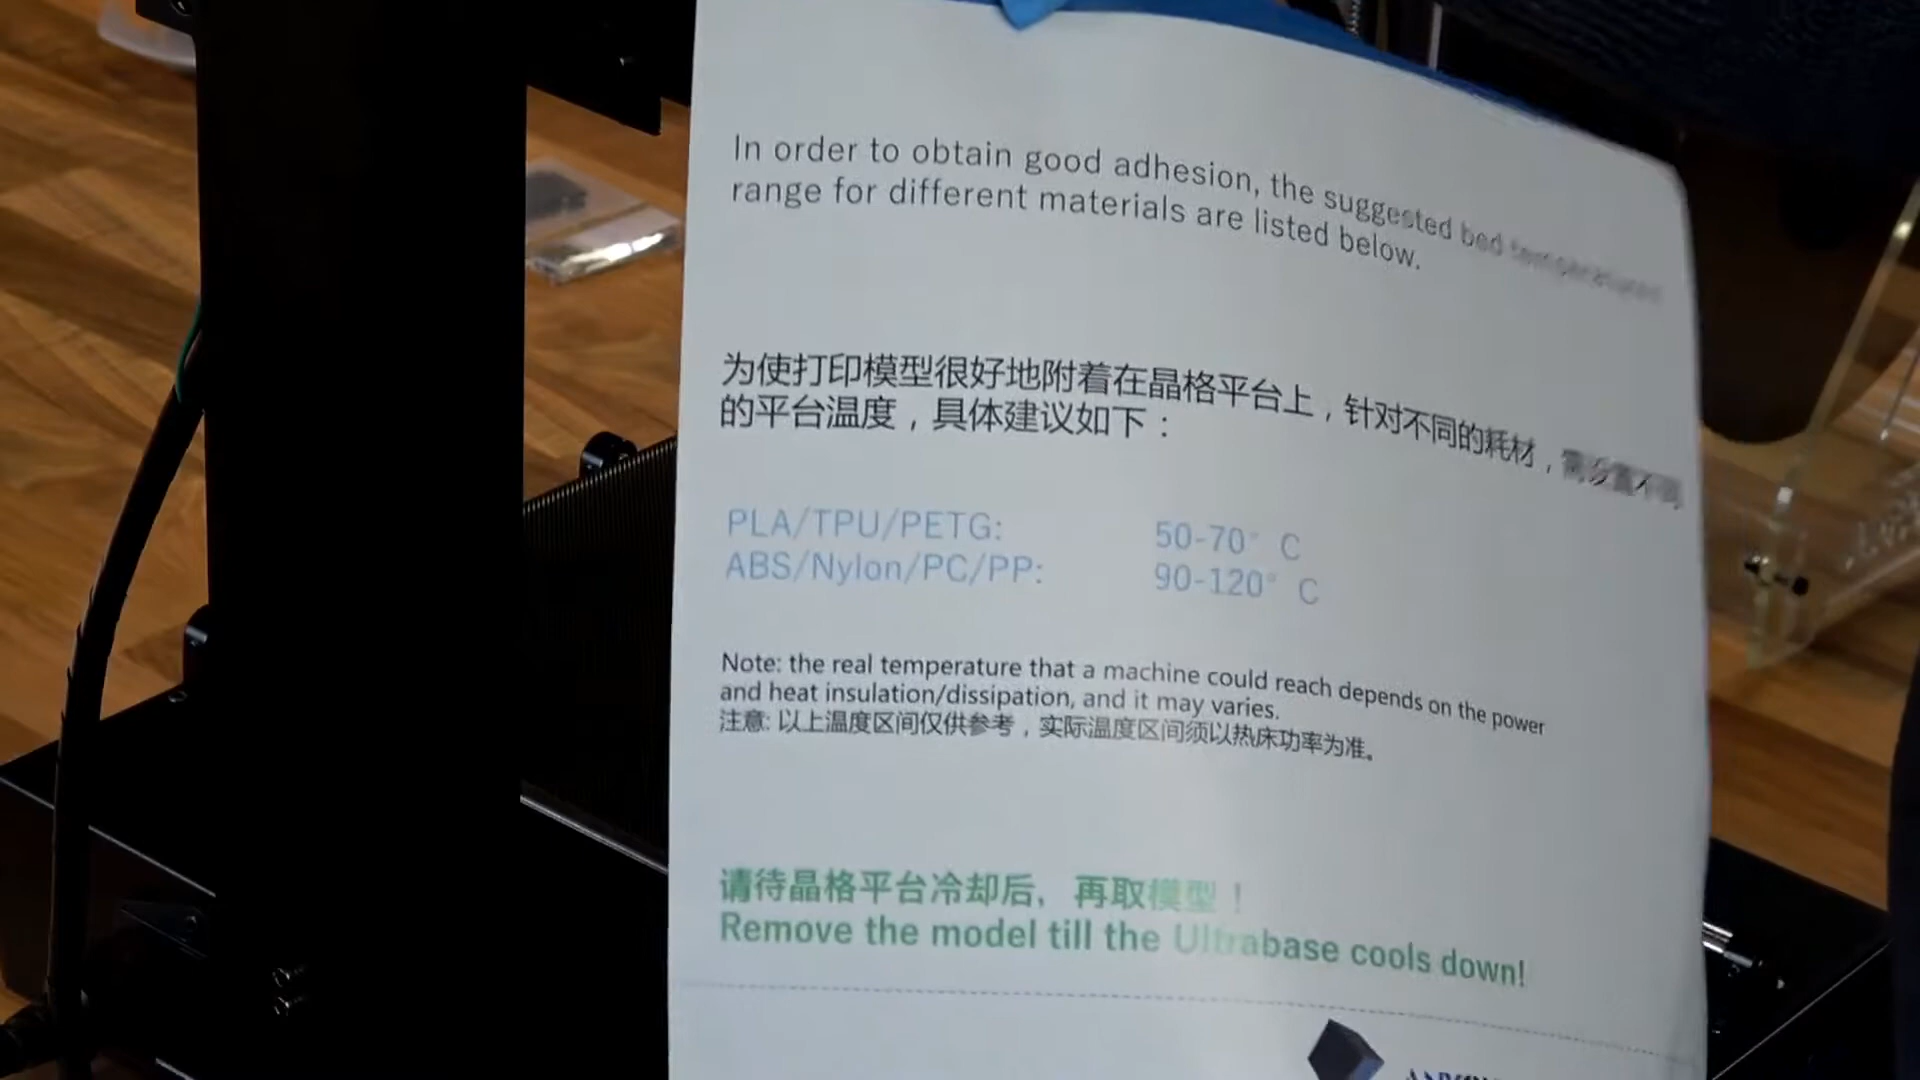 In order to obtain good adhesion, the suggested bed temperature
range for different materials are listed below.
为使打印模型很好地附着在晶格平台上，针对不同的耗材，需设置不同
的平台温度，具体建议如下：
PLA/TPU/PETG: 50-70° C
ABS/Nylon/PC/PP: 90-120° C
Note: the real temperature that a machine could reach depends on the power
and heat insulation/dissipation, and it may varies.
注意: 以上温度区间仅供参考，实际温度区间须以热床功率为准。
请待晶格平台冷却后，再取模型！
Remove the model till the Ultrabase cools down!